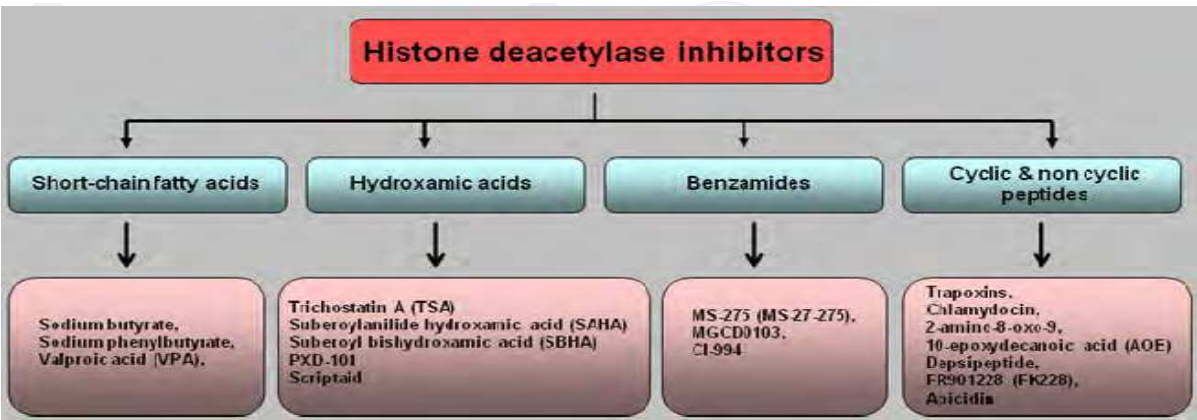 Histone deacetylase inhibitors
Short-chain fatty acids
Hydroxamic acids
Benzamides
Cyclic & non cyclic
peptides
Sodium butyrate,
Sodium phenylbutyrate,
Valproic acid (VPA),
Trichostatin A (TSA)
Suberoylanilide hydroxamic acid (SAHA)
Suberoyl bishydroxamic acid (SBHA)
PXD-101
Scriptaid
MS-275 (MS-27-275),
MGCD0103,
CI-994
Trapoxins,
Chlamydocin,
2-amino-8-oxo-9,
10-epoxydecanoic acid (AOE)
Depsipeptide,
FR901228 (FK228),
Apicidin